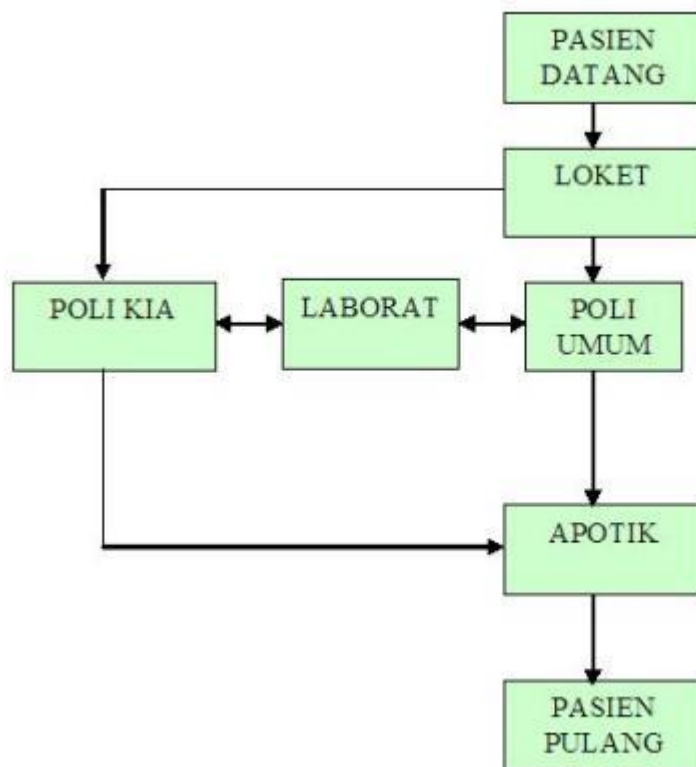 PASIEN
DATANG
LOKET
POLI KIA
LABORAT
POLI
UMUM
APOTIK
PASIEN
PULANG